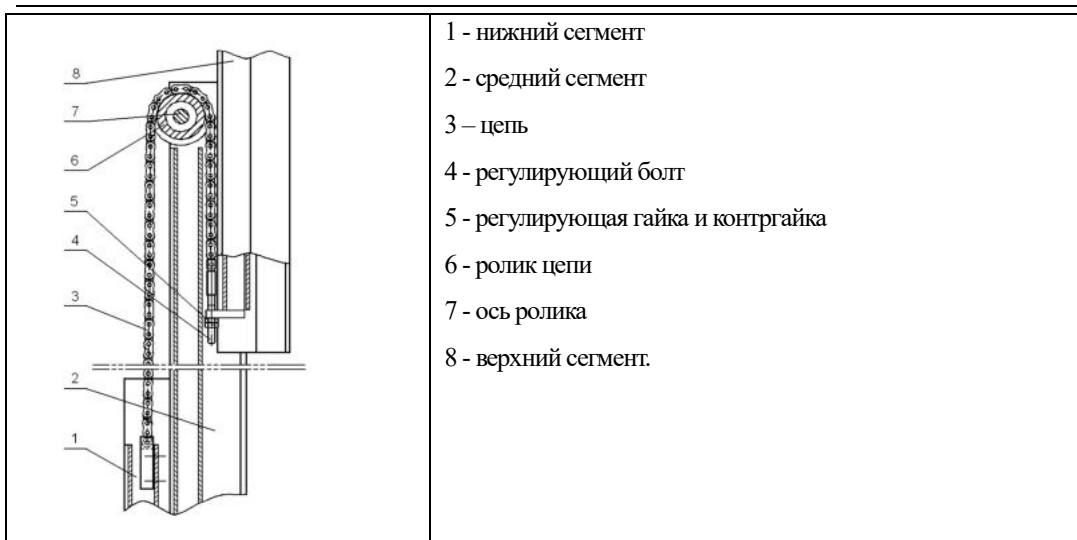 8
7
6
5
4
3
2
1
1 - нижний сегмент
2 - средний сегмент
3 – цепь
4 - регулирующий болт
5 - регулирующая гайка и контргайка
6 - ролик цепи
7 - ось ролика
8 - верхний сегмент.